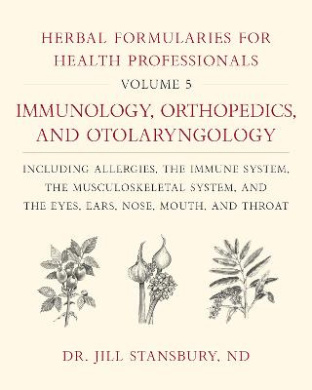 HERBAL FORMULARIES FOR
HEALTH PROFESSIONALS
VOLUME 5
IMMUNOLOGY, ORTHOPEDICS,
AND OTOLARYNGOLOGY
INCLUDING ALLERGIES, THE IMMUNE SYSTEM,
THE MUSCULOSKELETAL SYSTEM, AND
THE EYES, EARS, NOSE, MOUTH, AND THROAT
DR. JILL STANSBURY, ND